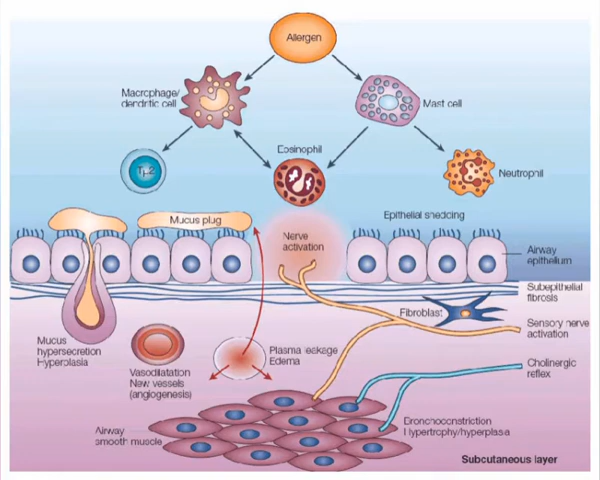 Allergen
Macrophage/
dendritic cell
Mast cell
Eosinophil
TH2
Neutrophil
Mucus plug
Nerve
activation
Epithelial shedding
Airway
epithelium
Subepithelial
fibrosis
Fibroblast
Sensory nerve
activation
Mucus
hypersecretion
Hyperplasia
Vasodilatation
New vessels
(angiogenesis)
Plasma leakage
Edema
Cholinergic
reflex
Airway
smooth muscle
Bronchoconstriction
Hypertrophy/hyperplasia
Subcutaneous layer